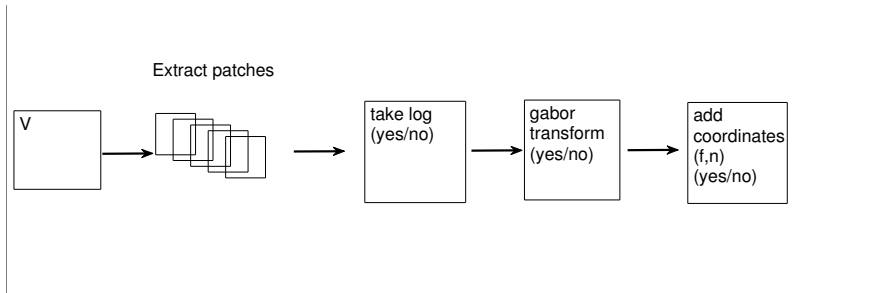 Extract patches
V
take log
(yes/no)
gabor
transform
(yes/no)
add
coordinates
(f,n)
(yes/no)